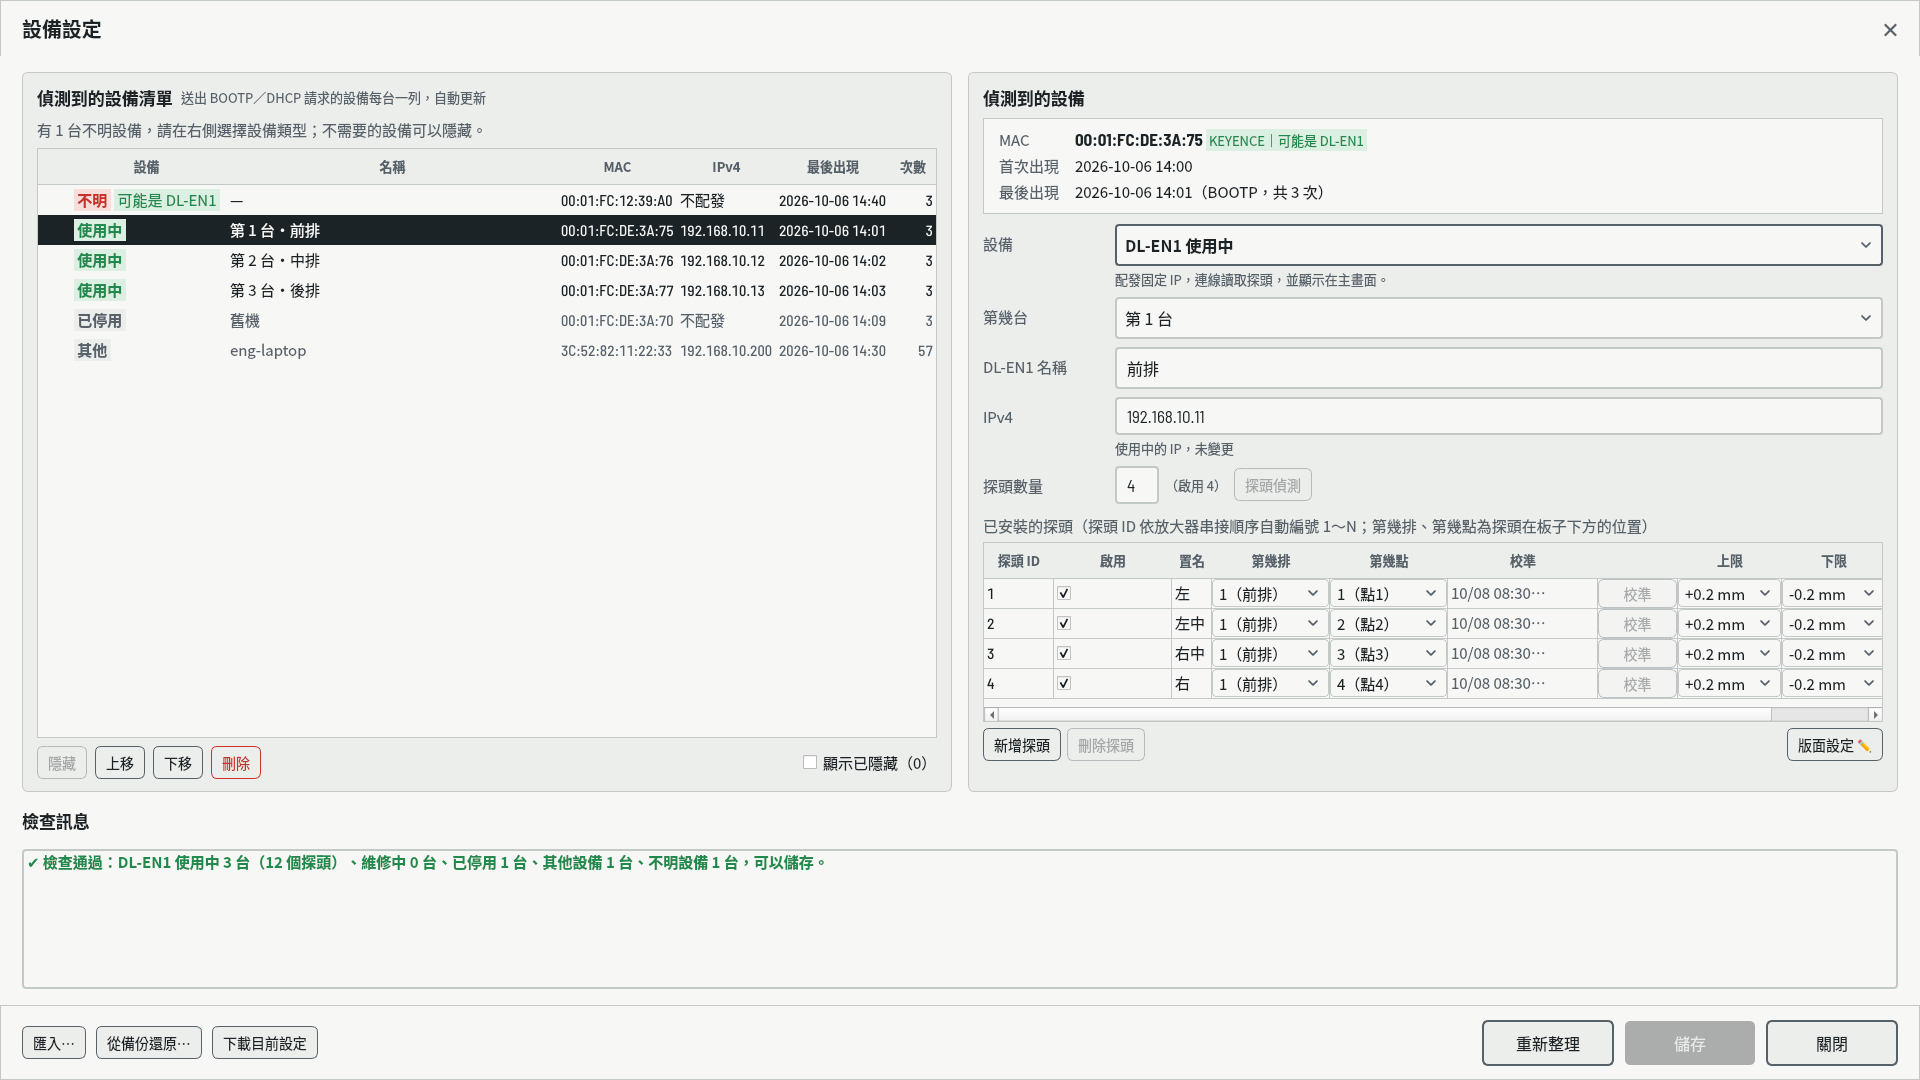 設備設定
偵測到的設備清單 送出 BOOTP／DHCP 請求的設備每台一列，自動更新
有 1 台不明設備，請在右側選擇設備類型；不需要的設備可以隱藏。
設備 名稱 MAC IPv4 最後出現 次數
不明 可能是 DL-EN1 — 00:01:FC:12:39:A0 不配發 2026-10-06 14:40 3
使用中 第 1 台・前排 00:01:FC:DE:3A:75 192.168.10.11 2026-10-06 14:01 3
使用中 第 2 台・中排 00:01:FC:DE:3A:76 192.168.10.12 2026-10-06 14:02 3
使用中 第 3 台・後排 00:01:FC:DE:3A:77 192.168.10.13 2026-10-06 14:03 3
已停用 舊機 00:01:FC:DE:3A:70 不配發 2026-10-06 14:09 3
其他 eng-laptop 3C:52:82:11:22:33 192.168.10.200 2026-10-06 14:30 57
隱藏 上移 下移 刪除 顯示已隱藏（0）
偵測到的設備
MAC 00:01:FC:DE:3A:75 KEYENCE｜可能是 DL-EN1
首次出現 2026-10-06 14:00
最後出現 2026-10-06 14:01（BOOTP，共 3 次）
設備 DL-EN1 使用中
配發固定 IP，連線讀取探頭，並顯示在主畫面。
第幾台 第 1 台
DL-EN1 名稱 前排
IPv4 192.168.10.11
使用中的 IP，未變更
探頭數量 4 （啟用 4） 探頭偵測
已安裝的探頭（探頭 ID 依放大器串接順序自動編號 1～N；第幾排、第幾點為探頭在板子下方的位置）
探頭 ID 啟用 置名 第幾排 第幾點 校準 上限 下限
1 ✓ 左 1（前排） 1（點1） 10/08 08:30… 校準 +0.2 mm -0.2 mm
2 ✓ 左中 1（前排） 2（點2） 10/08 08:30… 校準 +0.2 mm -0.2 mm
3 ✓ 右中 1（前排） 3（點3） 10/08 08:30… 校準 +0.2 mm -0.2 mm
4 ✓ 右 1（前排） 4（點4） 10/08 08:30… 校準 +0.2 mm -0.2 mm
新增探頭 刪除探頭 版面設定 ✏️
檢查訊息
✔ 檢查通過：DL-EN1 使用中 3 台（12 個探頭）、維修中 0 台、已停用 1 台、其他設備 1 台、不明設備 1 台，可以儲存。
匯入… 從備份還原… 下載目前設定 重新整理 儲存 關閉